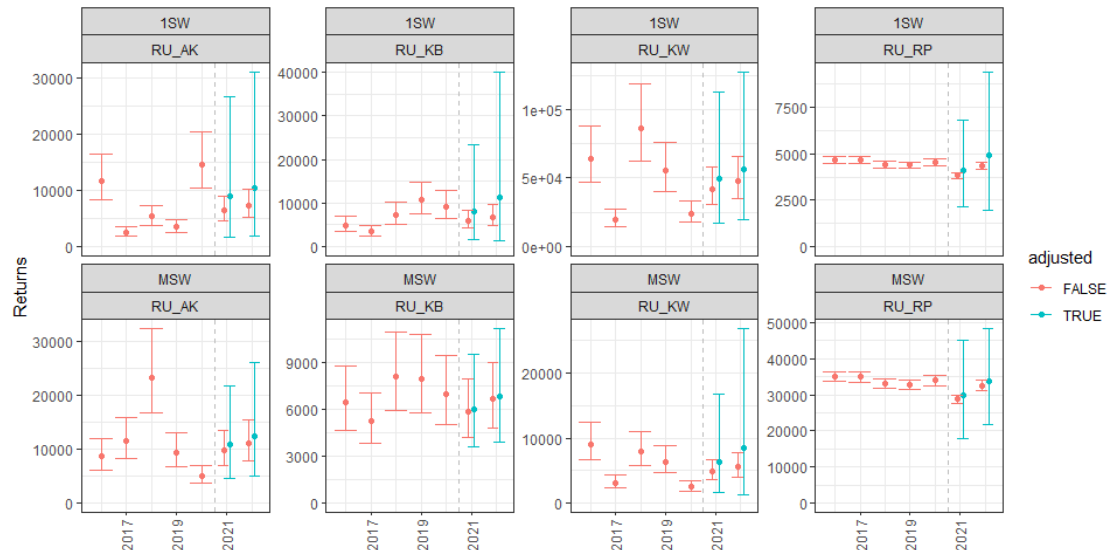 1SW 1SW 1SW 1SW
RU_AK RU_KB RU_KW RU_RP
30000
20000
10000
0
40000
30000
20000
10000
0
1e+05
5e+04
0e+00
7500
5000
2500
0
MSW MSW MSW MSW
RU_AK RU_KB RU_KW RU_RP
30000
20000
10000
0
9000
6000
3000
0
20000
10000
0
50000
40000
30000
20000
10000
0
2017 2019 2021 2017 2019 2021 2017 2019 2021 2017 2019 2021
Returns
adjusted
FALSE
TRUE